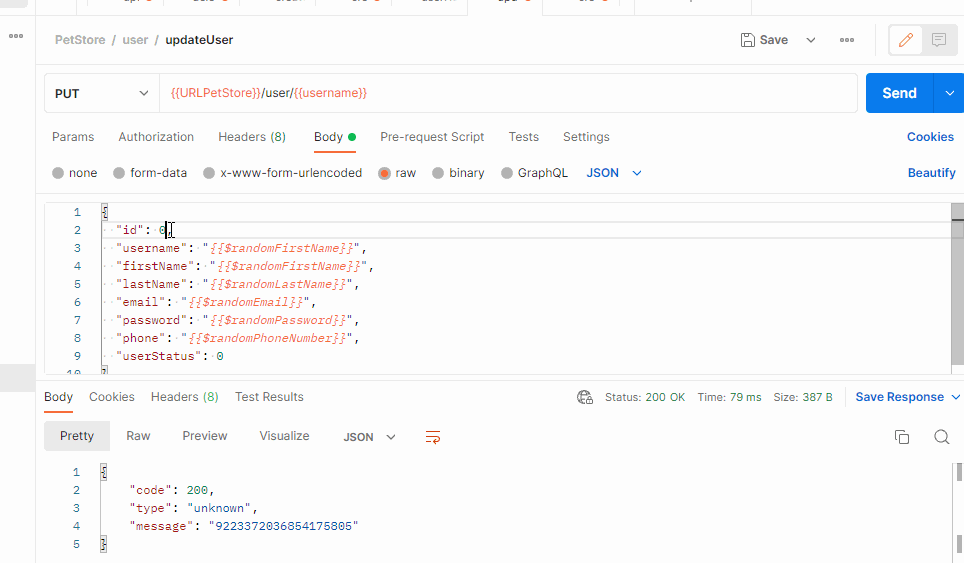 PetStore / user / updateUser
Save
PUT {{URLPetStore}}/user/{{username}} Send
Params Authorization Headers (8) Body Pre-request Script Tests Settings Cookies
none form-data x-www-form-urlencoded raw binary GraphQL JSON Beautify
1 {
2 "id": 0,
3 "username": "{{$randomFirstName}}",
4 "firstName": "{{$randomFirstName}}",
5 "lastName": "{{$randomLastName}}",
6 "email": "{{$randomEmail}}",
7 "password": "{{$randomPassword}}",
8 "phone": "{{$randomPhoneNumber}}",
9 "userStatus": 0
10 }
Body Cookies Headers (8) Test Results Status: 200 OK Time: 79 ms Size: 387 B Save Response
Pretty Raw Preview Visualize JSON
1 {
2 "code": 200,
3 "type": "unknown",
4 "message": "9223372036854175805"
5 }